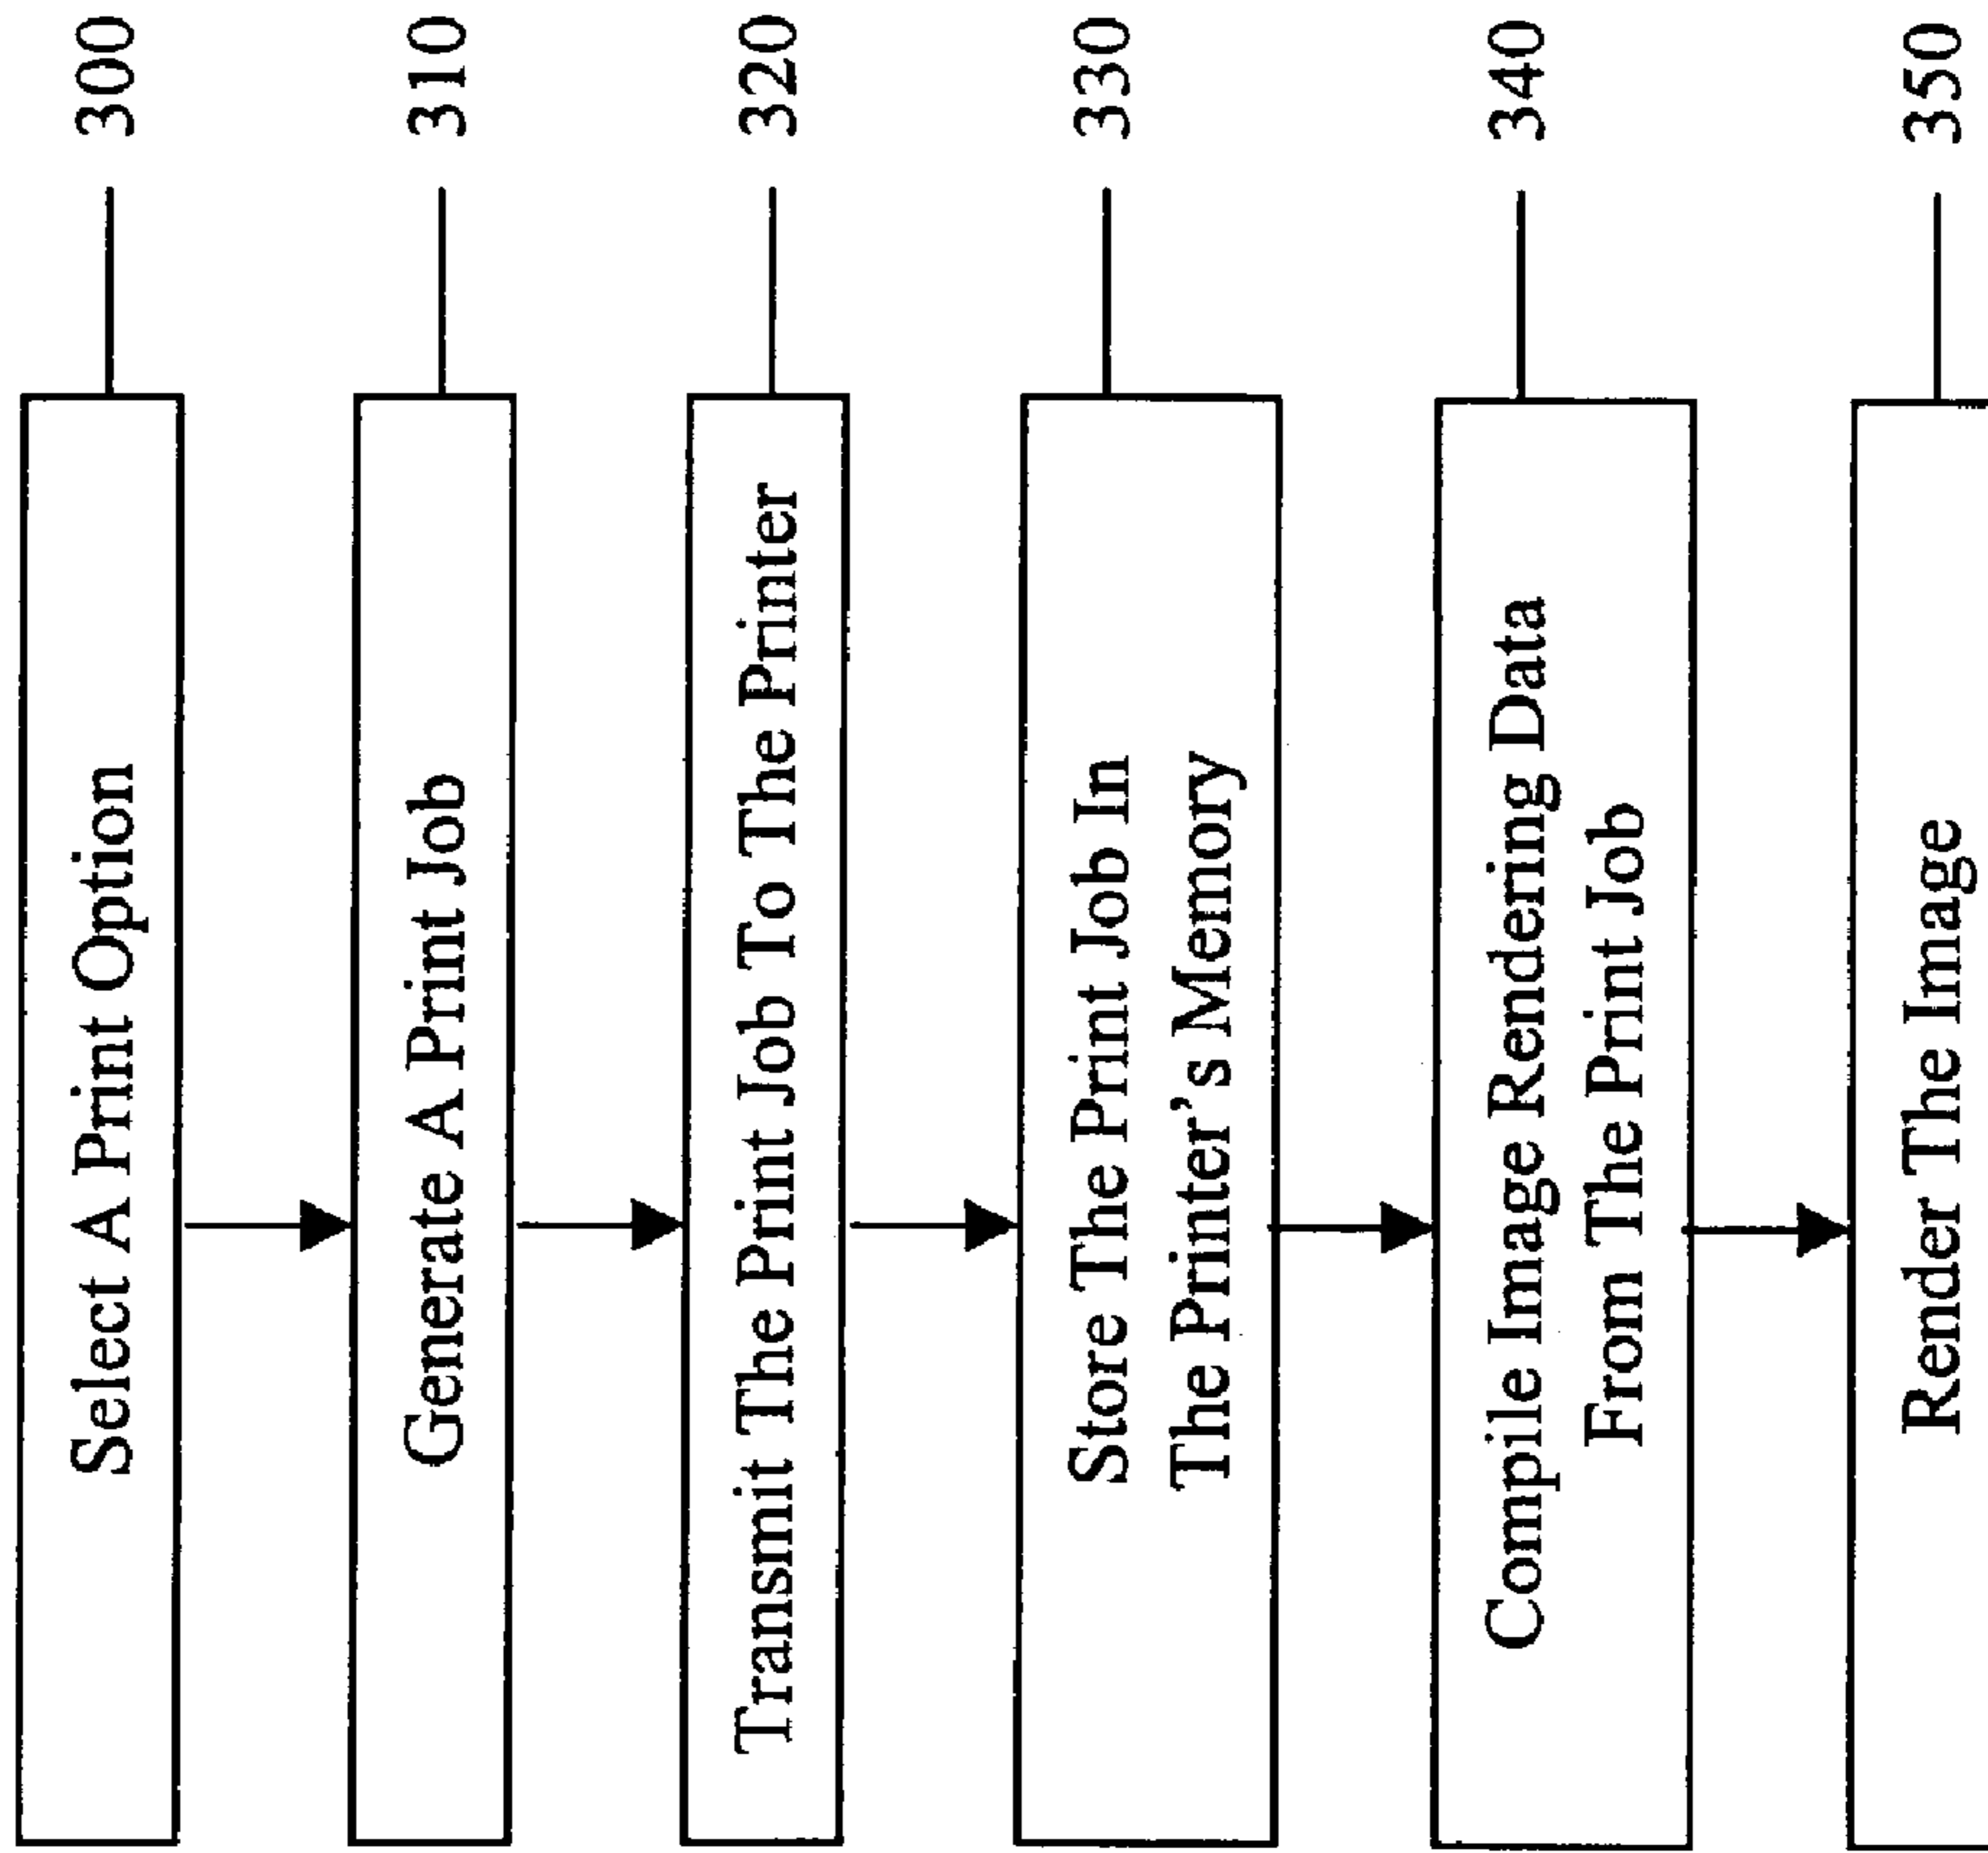 Select A Print Option
300
Generate A Print Job
310
Transmit The Print Job To The Printer
320
Store The Print Job In
The Printer's Memory
330
Compile Image Rendering Data
From The Print Job
340
Render The Image
350